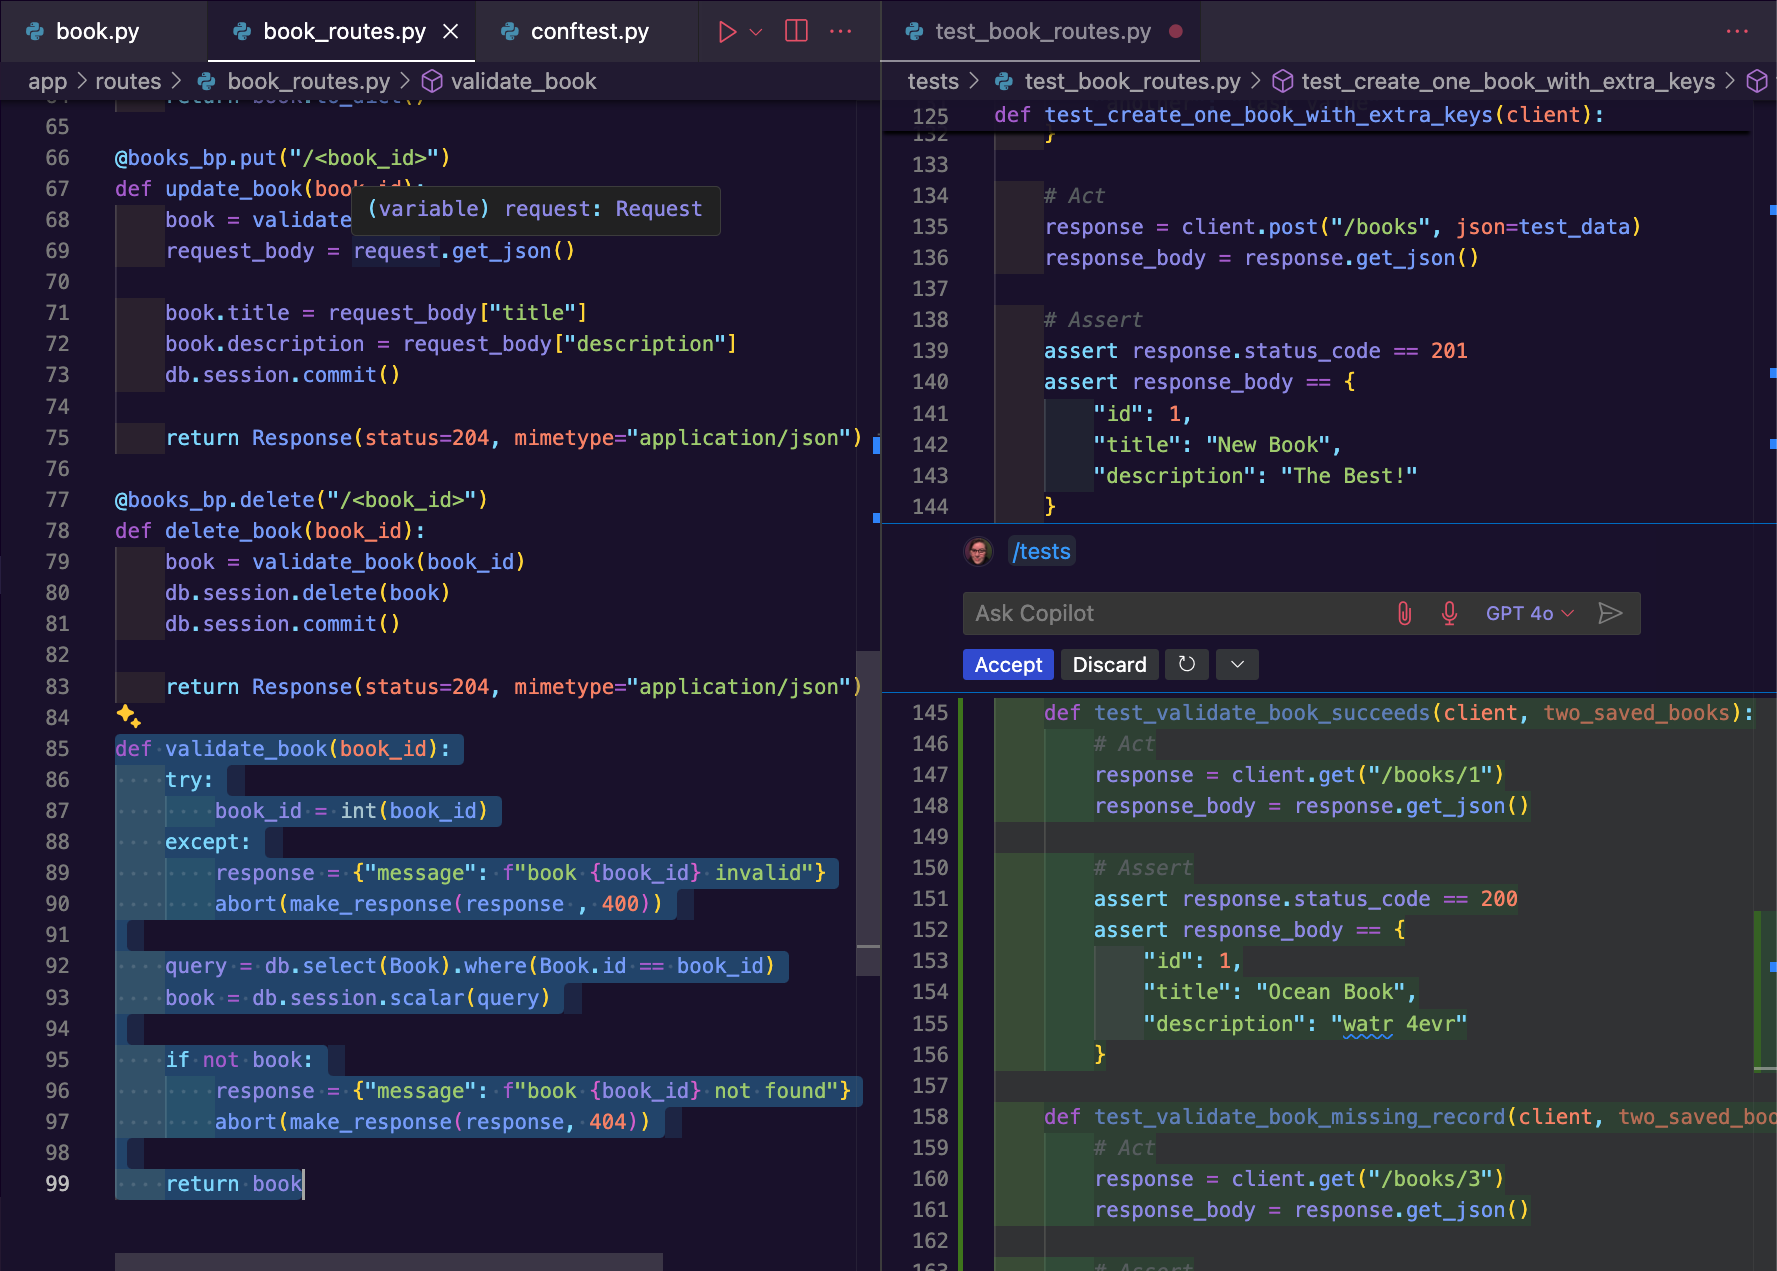 book.py
book_routes.py
conftest.py
app > routes > book_routes.py > validate_book
65
66 @books_bp.put("/<book_id>")
67 def update_book(book_id):
68 book = validate
(variable) request: Request
69 request_body = request.get_json()
70
71 book.title = request_body["title"]
72 book.description = request_body["description"]
73 db.session.commit()
74
75 return Response(status=204, mimetype="application/json")
76
77 @books_bp.delete("/<book_id>")
78 def delete_book(book_id):
79 book = validate_book(book_id)
80 db.session.delete(book)
81 db.session.commit()
82
83 return Response(status=204, mimetype="application/json")
84
85 def validate_book(book_id):
86 try:
87 book_id = int(book_id)
88 except:
89 response = {"message": f"book {book_id} invalid"}
90 abort(make_response(response , 400))
91
92 query = db.select(Book).where(Book.id == book_id)
93 book = db.session.scalar(query)
94
95 if not book:
96 response = {"message": f"book {book_id} not found"}
97 abort(make_response(response, 404))
98
99 return book
test_book_routes.py
tests > test_book_routes.py > test_create_one_book_with_extra_keys >
125 def test_create_one_book_with_extra_keys(client):
132 }
133
134 # Act
135 response = client.post("/books", json=test_data)
136 response_body = response.get_json()
137
138 # Assert
139 assert response.status_code == 201
140 assert response_body == {
141 "id": 1,
142 "title": "New Book",
143 "description": "The Best!"
144 }
/tests
Ask Copilot
GPT 4o
Accept Discard
145 def test_validate_book_succeeds(client, two_saved_books):
146 # Act
147 response = client.get("/books/1")
148 response_body = response.get_json()
149
150 # Assert
151 assert response.status_code == 200
152 assert response_body == {
153 "id": 1,
154 "title": "Ocean Book",
155 "description": "watr 4evr"
156 }
157
158 def test_validate_book_missing_record(client, two_saved_boo
159 # Act
160 response = client.get("/books/3")
161 response_body = response.get_json()
162
163 # Assert